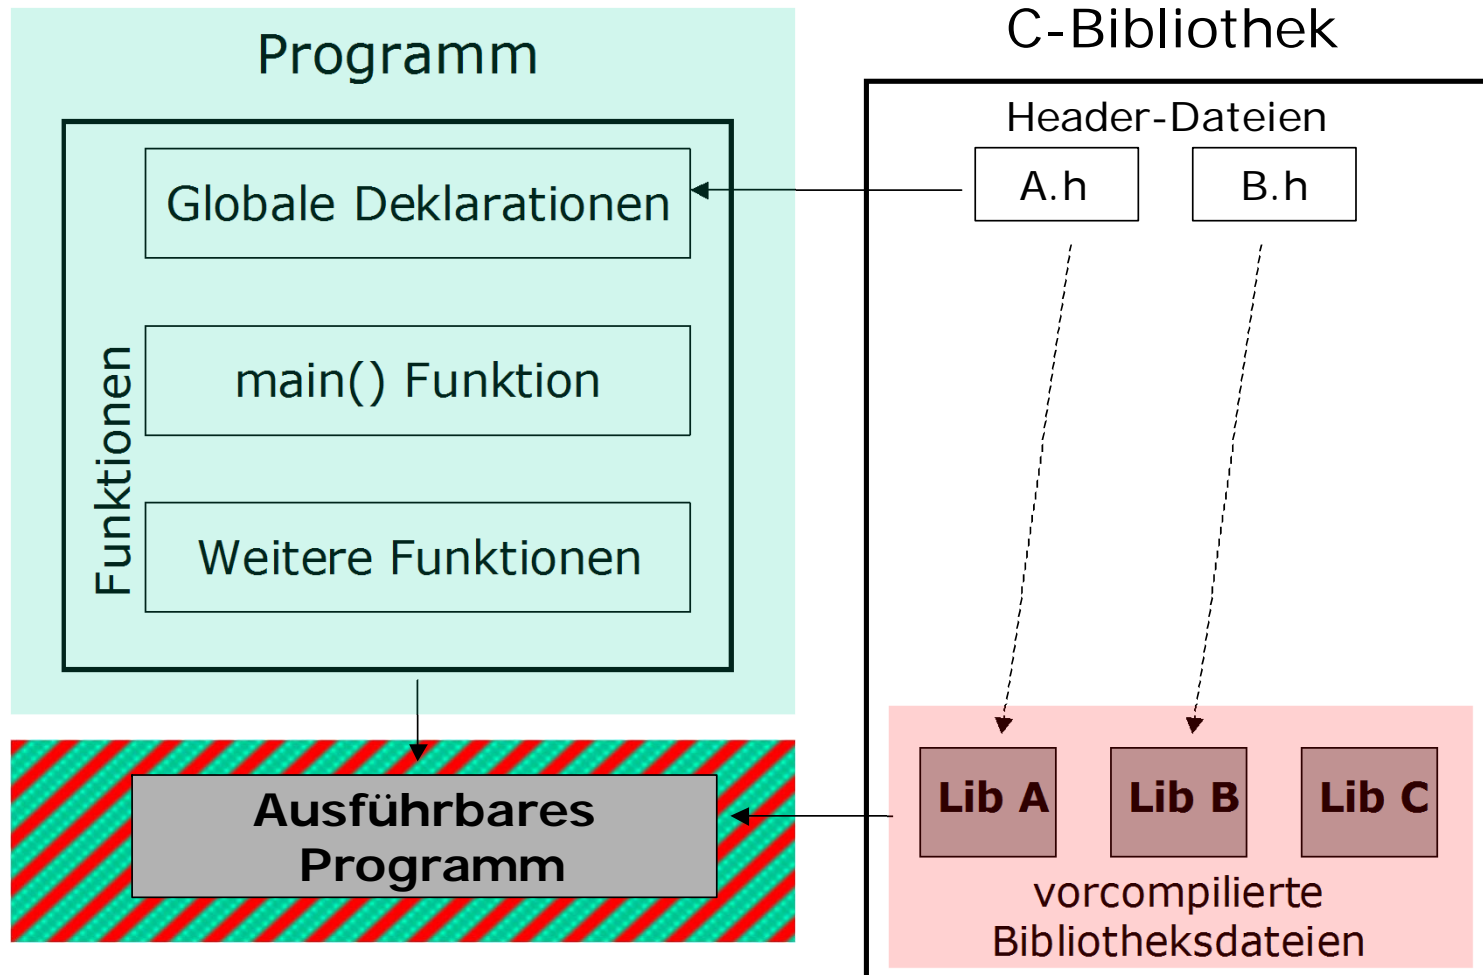 Programm
Globale Deklarationen
main() Funktion
Weitere Funktionen
Funktionen
Ausführbares
Programm
C-Bibliothek
Header-Dateien
A.h
B.h
Lib A
Lib B
Lib C
vorcompilierte
Bibliotheksdateien